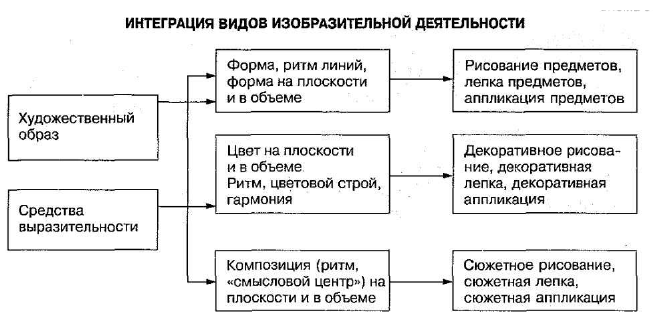 ИНТЕГРАЦИЯ ВИДОВ ИЗОБРАЗИТЕЛЬНОЙ ДЕЯТЕЛЬНОСТИ
Художественный
образ
Средства
выразительности
Форма, ритм линий,
форма на плоскости
и в объеме
Рисование предметов,
лепка предметов,
аппликация предметов
Цвет на плоскости
и в объеме
Ритм, цветовой строй,
гармония
Декоративное рисова-
ние, декоративная
лепка, декоративная
аппликация
Композиция (ритм,
«смысловой центр») на
плоскости и в объеме
Сюжетное рисование,
сюжетная лепка,
сюжетная аппликация